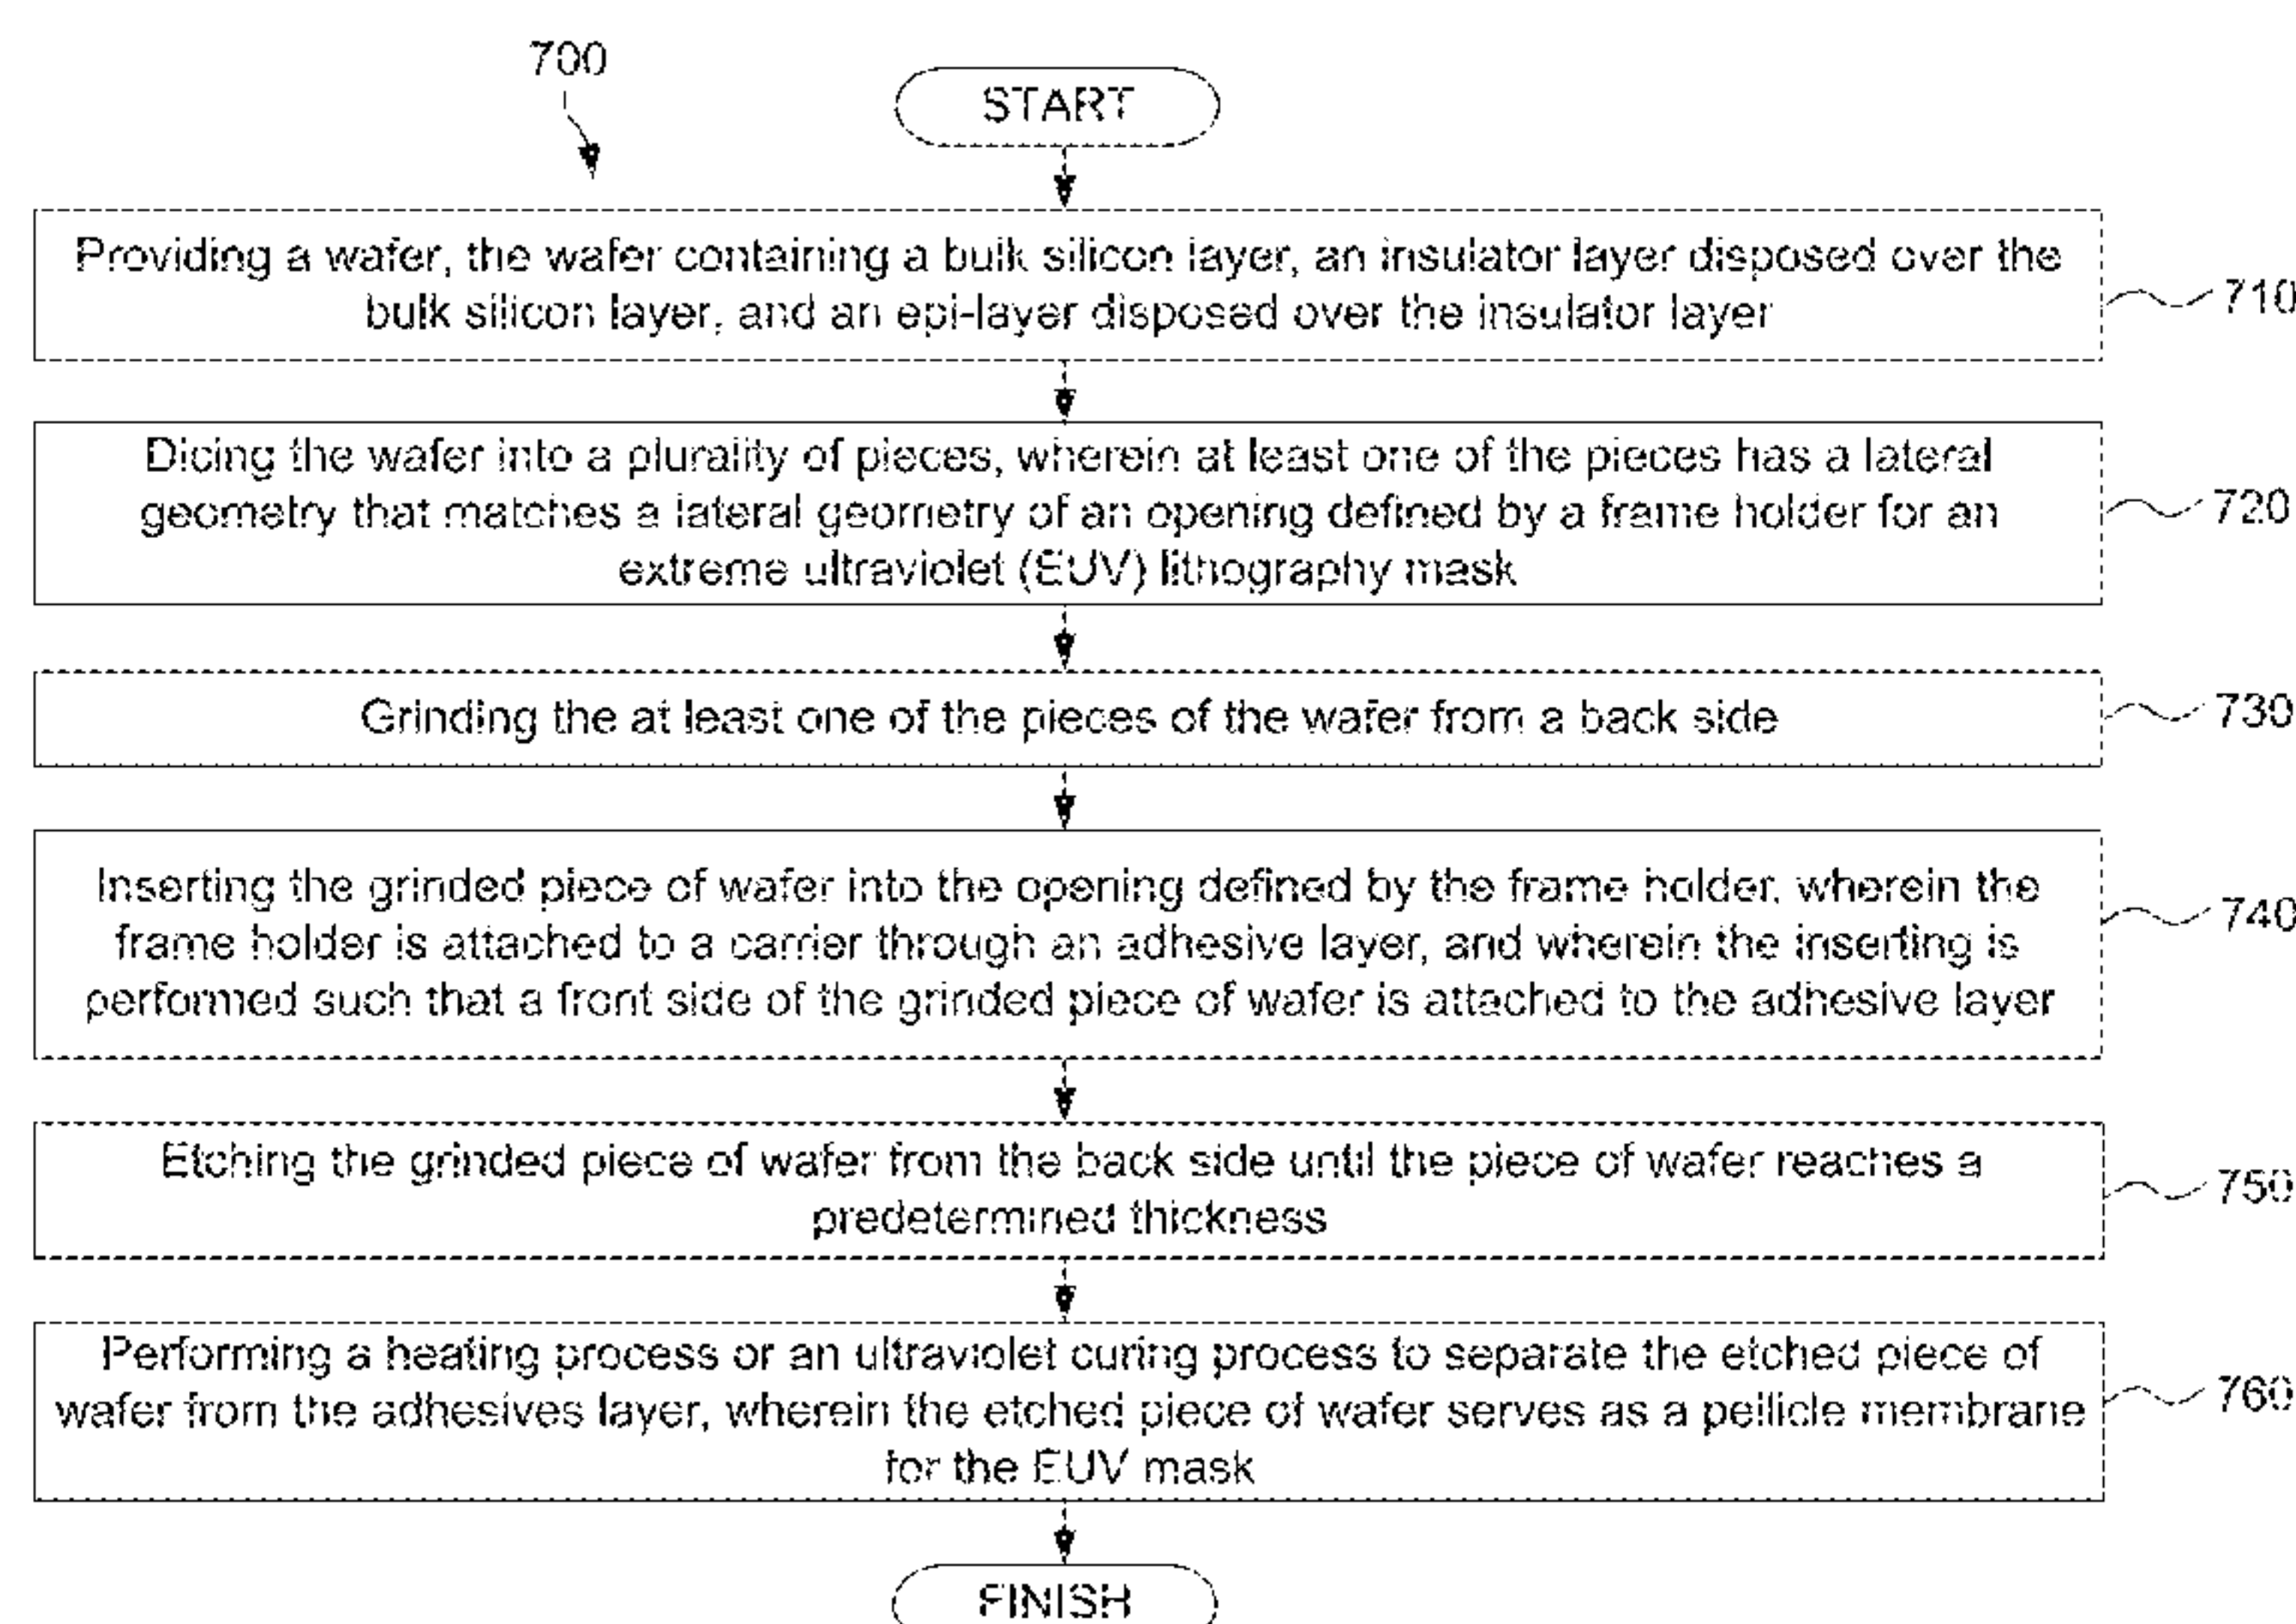 700
START
Providing a wafer, the wafer containing a bulk silicon layer, an insulator layer disposed over the
bulk silicon layer, and an epi-layer disposed over the insulator layer
710
Dicing the wafer into a plurality of pieces, wherein at least one of the pieces has a lateral
geometry that matches a lateral geometry of an opening defined by a frame holder for an
extreme ultraviolet (EUV) lithography mask
720
Grinding the at least one of the pieces of the wafer from a back side
730
Inserting the grinded piece of wafer into the opening defined by the frame holder, wherein the
frame holder is attached to a carrier through an adhesive layer, and wherein the inserting is
performed such that a front side of the grinded piece of wafer is attached to the adhesive layer
740
Etching the grinded piece of wafer from the back side until the piece of wafer reaches a
predetermined thickness
750
Performing a heating process or an ultraviolet curing process to separate the etched piece of
wafer from the adhesives layer, wherein the etched piece of wafer serves as a pellicle membrane
for the EUV mask
760
FINISH